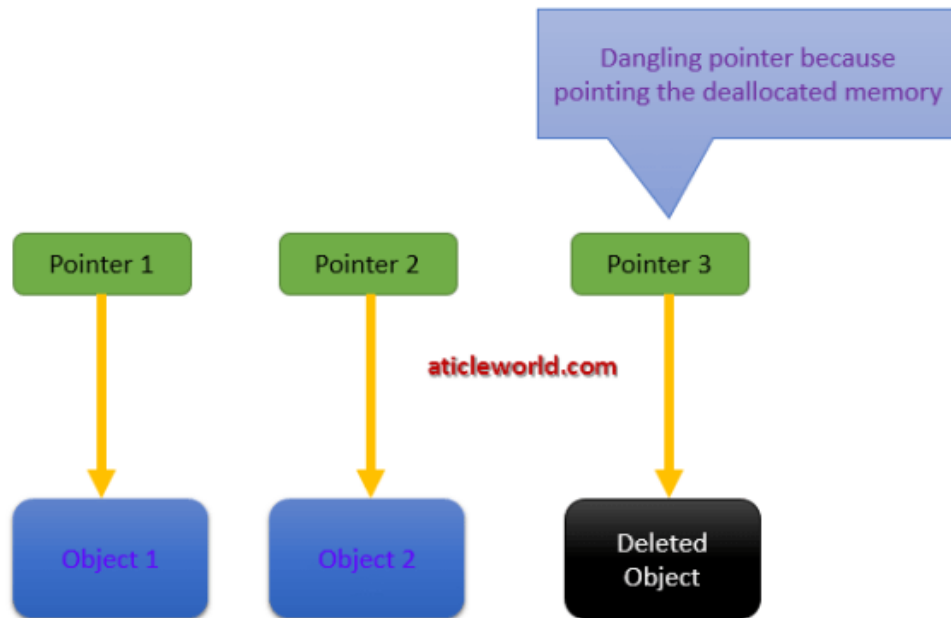 Dangling pointer because
pointing the deallocated memory
Pointer 1
Pointer 2
Pointer 3
aticleworld.com
Object 1
Object 2
Deleted
Object